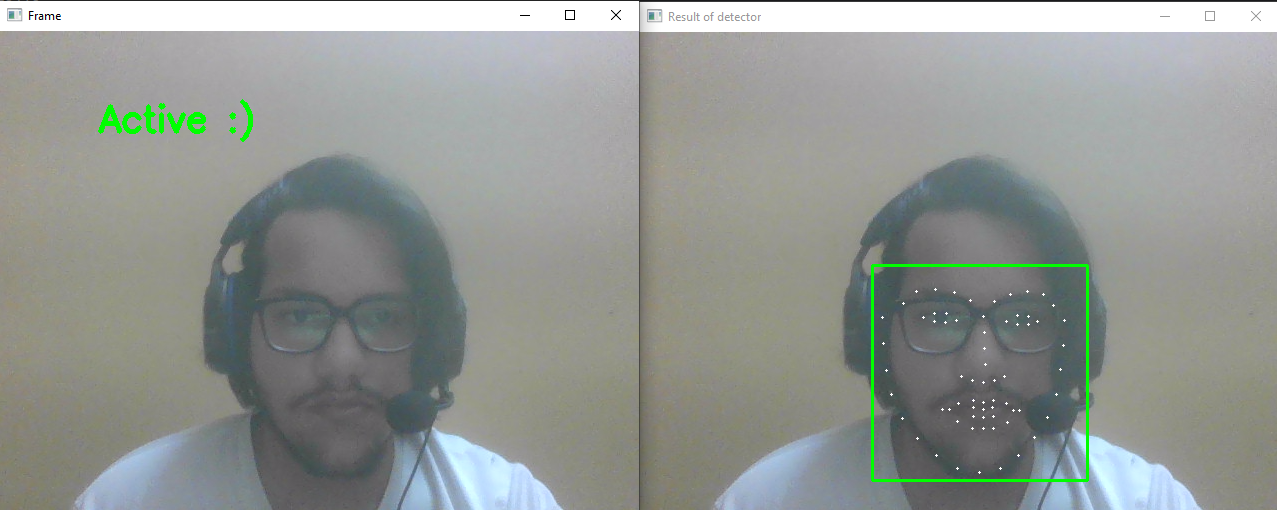 Frame
Result of detector
Active :)